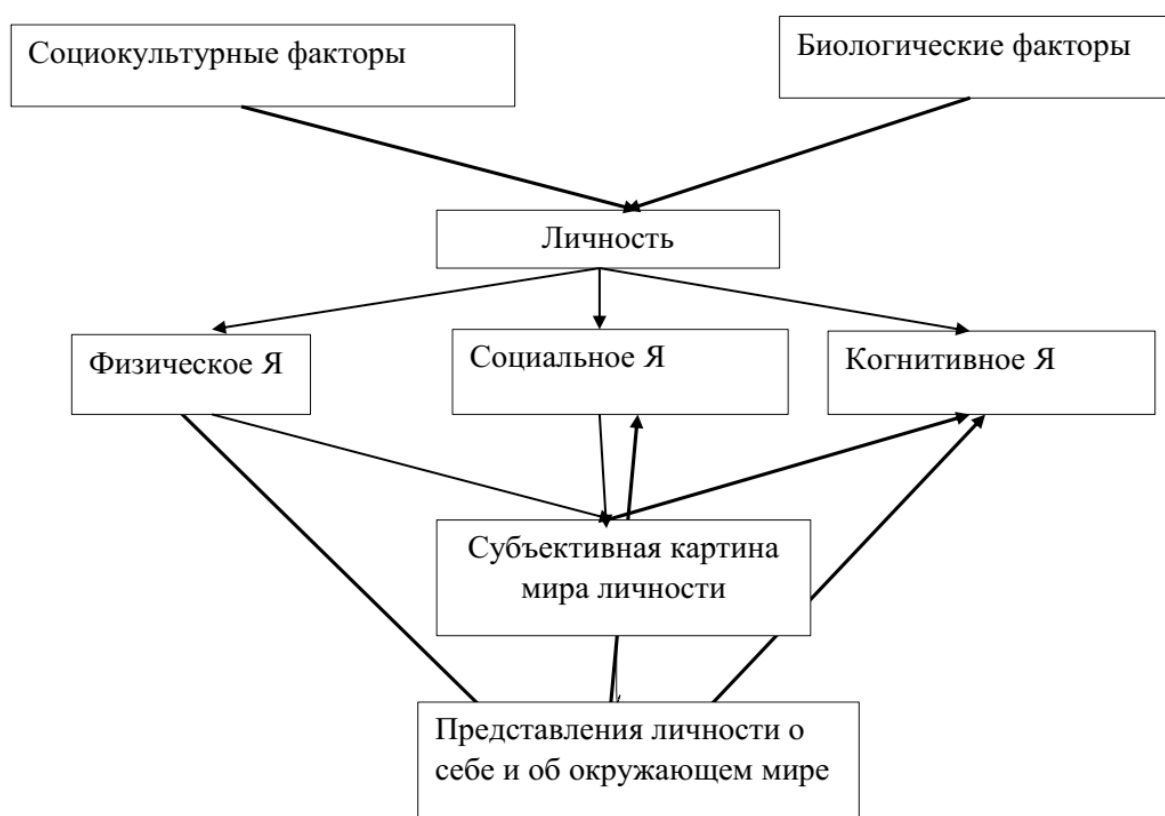 Социокультурные факторы
Биологические факторы
Личность
Физическое Я
Социальное Я
Когнитивное Я
Субъективная картина
мира личности
Представления личности о
себе и об окружающем мире